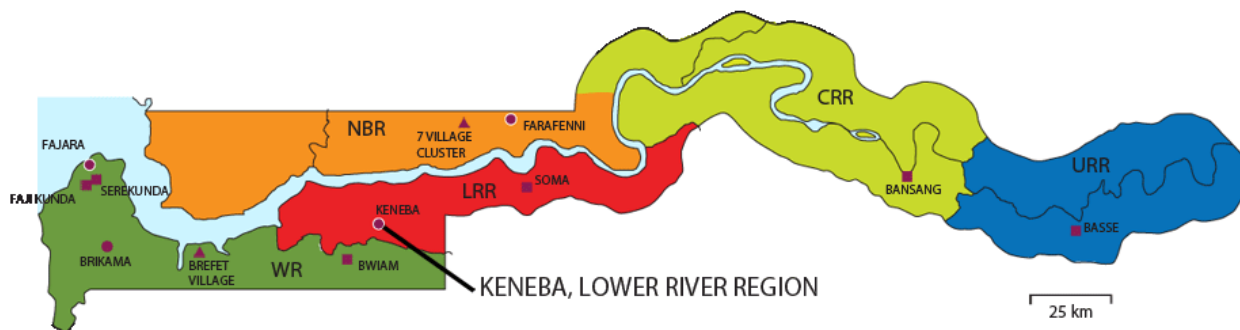 FAJARA
FAJIKUNDA
SEREKUNDA
BRIKAMA
BREFET
VILLAGE
WR
BWIAM
NBR
7 VILLAGE
CLUSTER
FARAFENNI
LRR
SOMA
KENEBA
KENEBA, LOWER RIVER REGION
CRR
BANSANG
URR
BASSE
25 km